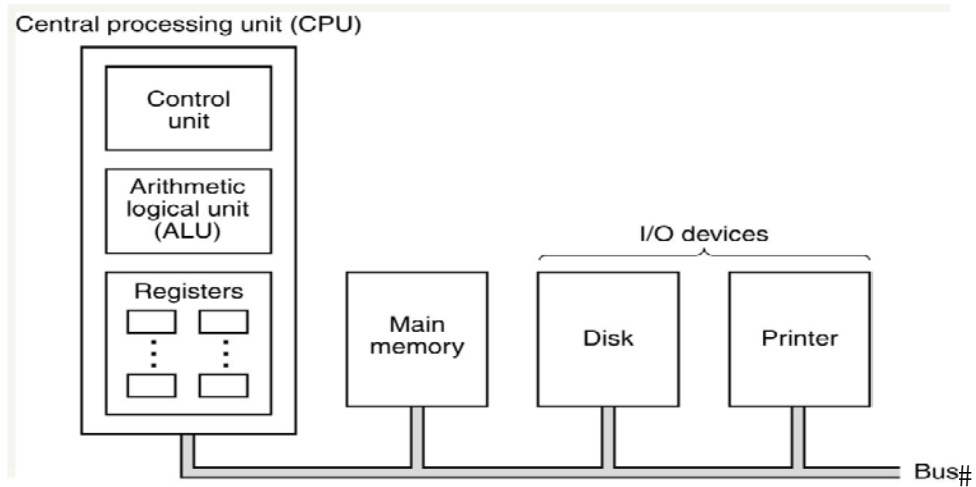 Central processing unit (CPU)
Control
unit
Arithmetic
logical unit
(ALU)
Registers
I/O devices
Main
memory
Disk
Printer
Bus#